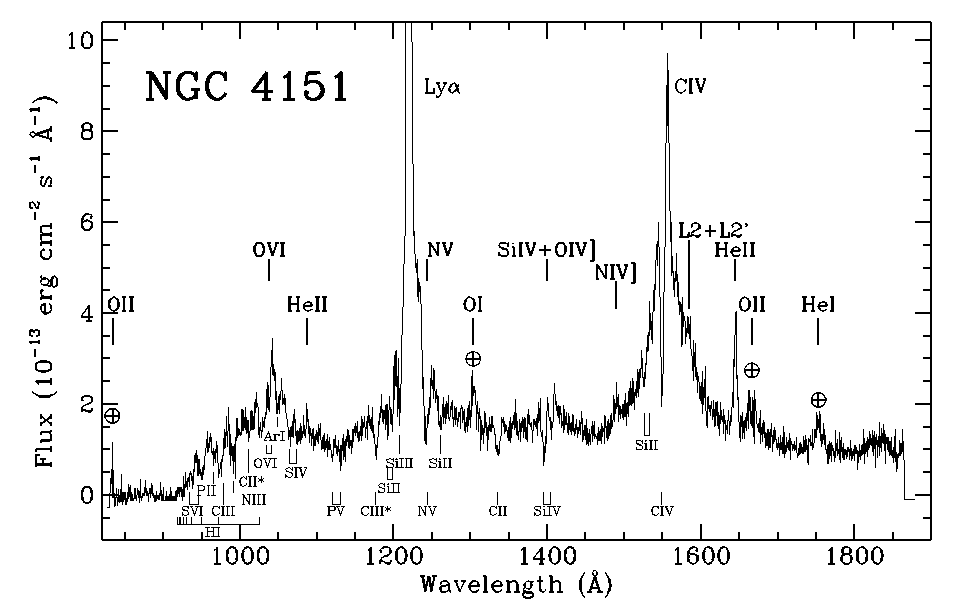 NGC 4151
Lyα
CIV
L2+L2'
OVI
NV
SiIV+OIV]
HeII
NIV]
OII
HeII
OI
OII
HeI
⊕
⊕
⊕
⊕
ArI
SiII
OVI
SiIII
SiII
SIV
CII*
PII
SiII
NIII
SVI
CIII
PV
CIII*
NV
CII
SiIV
CIV
HI
10
8
6
4
2
0
1000
1200
1400
1600
1800
Wavelength (Å)
Flux (10⁻¹³ erg cm⁻² s⁻¹ Å⁻¹)